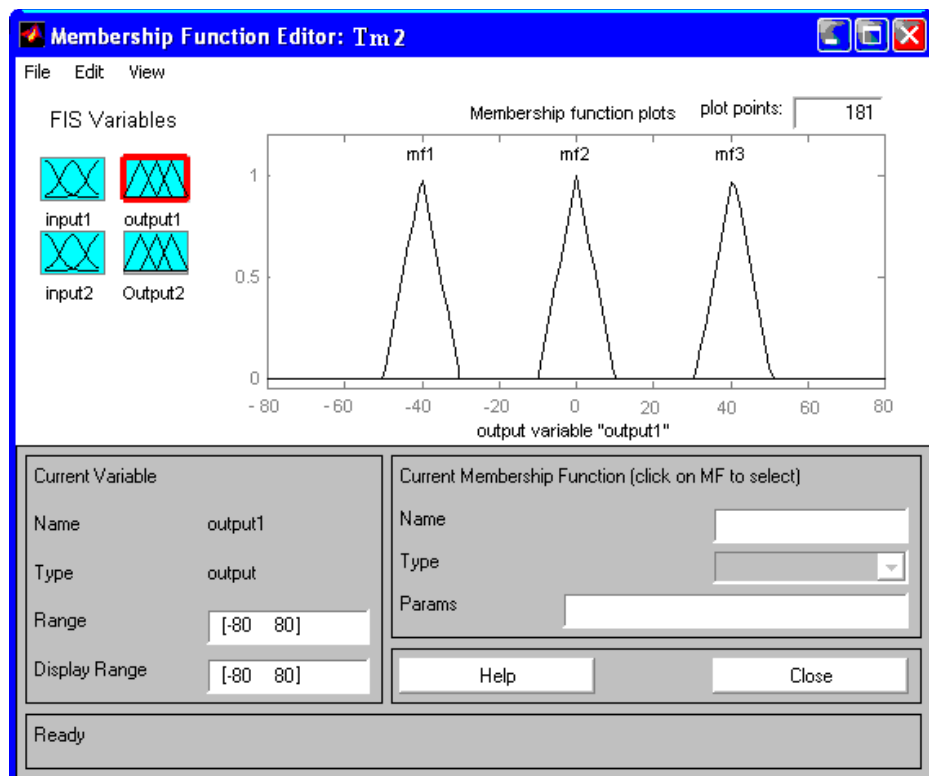 Membership Function Editor: Tm2
File Edit View
FIS Variables
Membership function plots plot points: 181
input1 output1
input2 Output2
mf1 mf2 mf3
1
0.5
0
-80 -60 -40 -20 0 20 40 60 80
output variable "output1"
Current Variable
Name output1
Type output
Range [-80 80]
Display Range [-80 80]
Current Membership Function (click on MF to select)
Name
Type
Params
Help Close
Ready